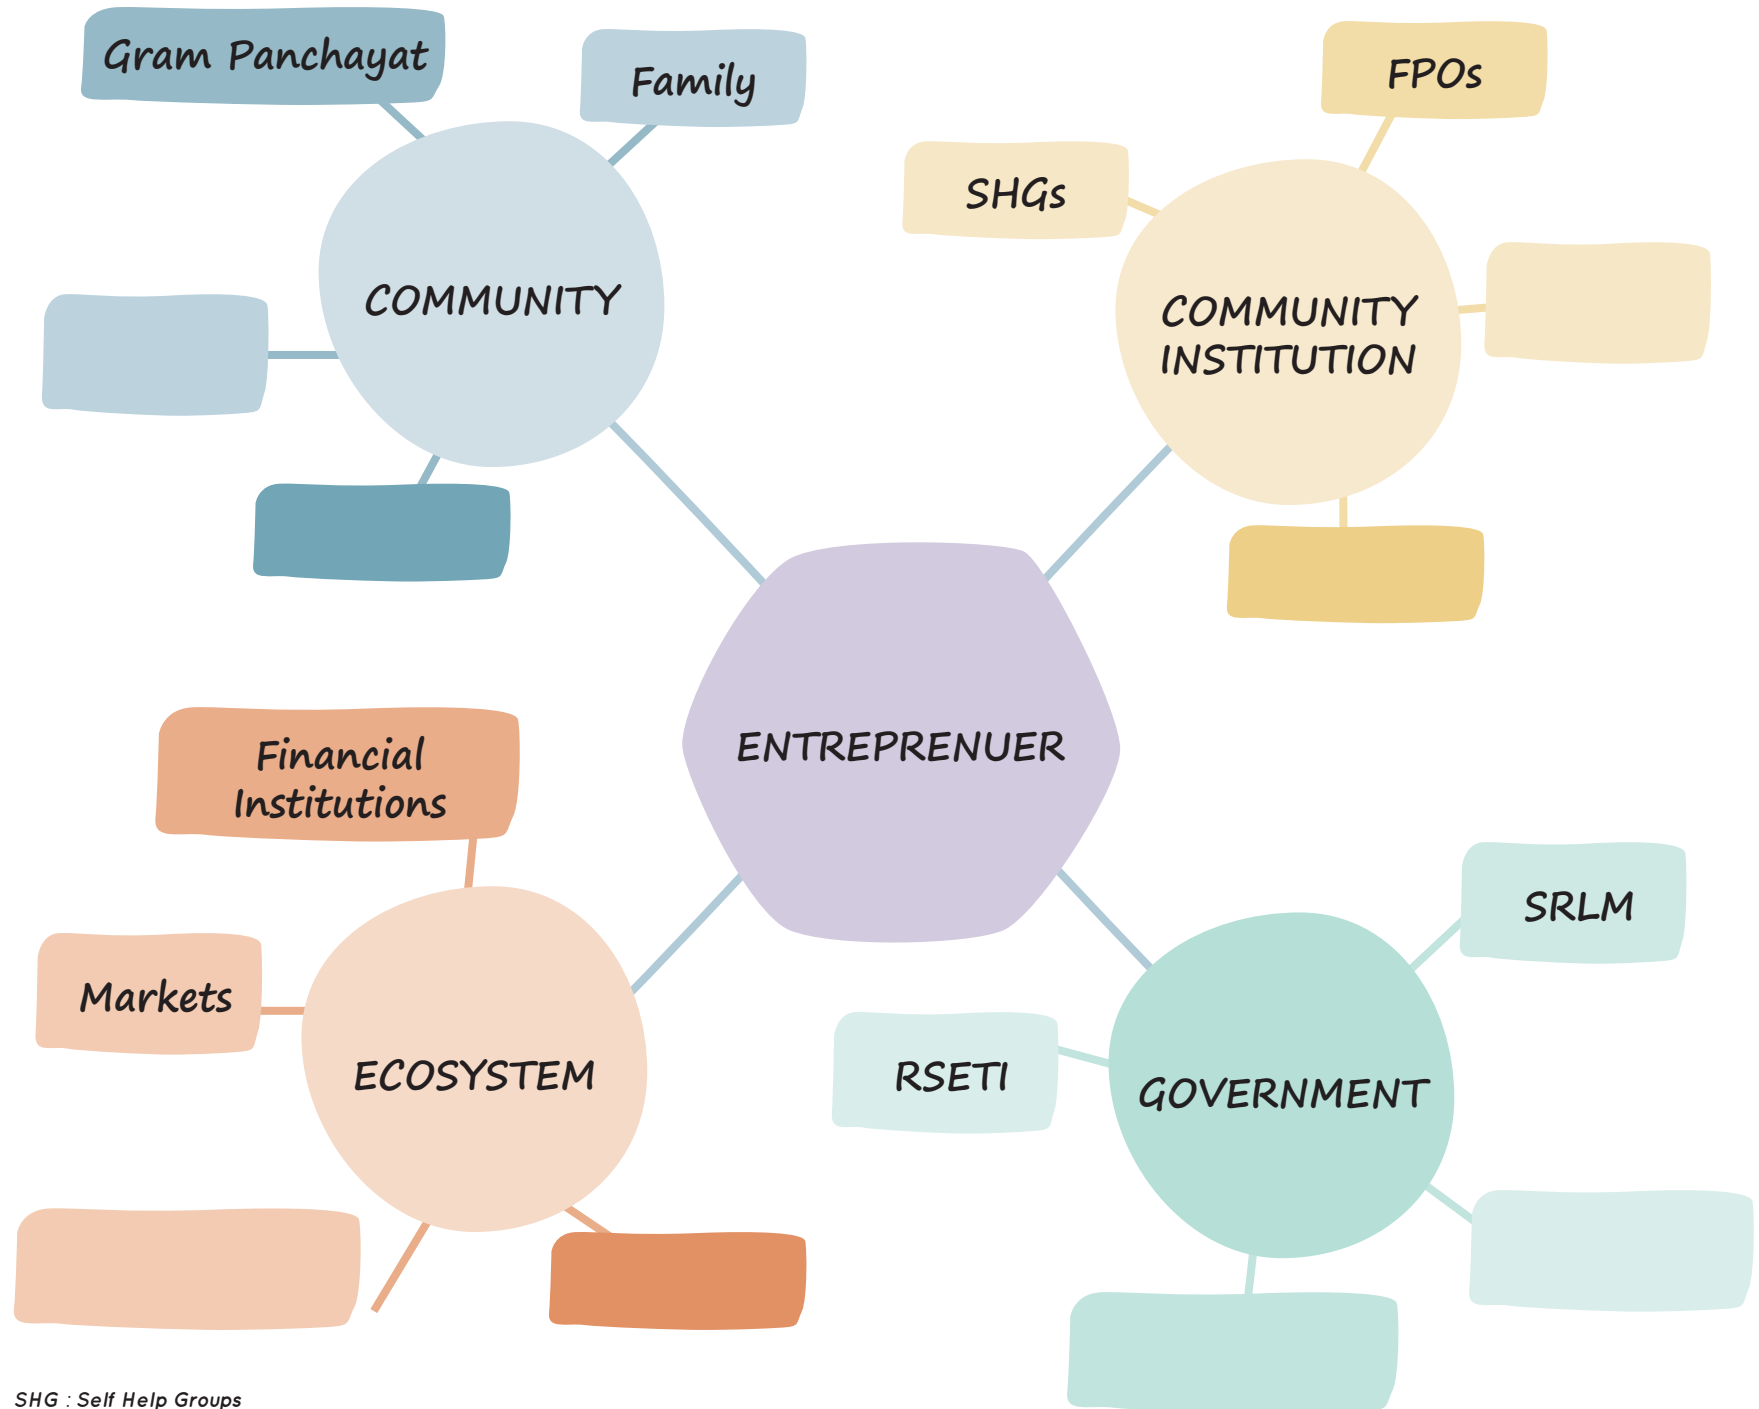 Gram Panchayat
Family
COMMUNITY
FPOs
SHGs
COMMUNITY
INSTITUTION
ENTREPRENUER
Financial
Institutions
Markets
ECOSYSTEM
SRLM
RSETI
GOVERNMENT
SHG : Self Help Groups